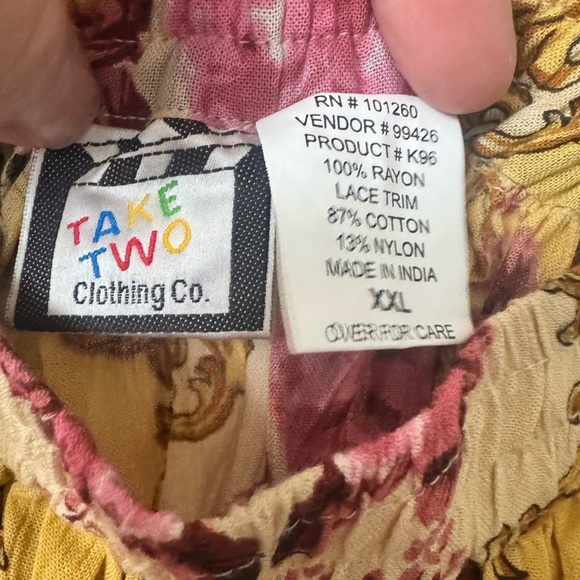 TAKE
TWO
Clothing Co.
RN # 101260
VENDOR # 99426
PRODUCT # K96
100% RAYON
LACE TRIM
87% COTTON
13% NYLON
MADE IN INDIA
XXL
OVER FOR CARE